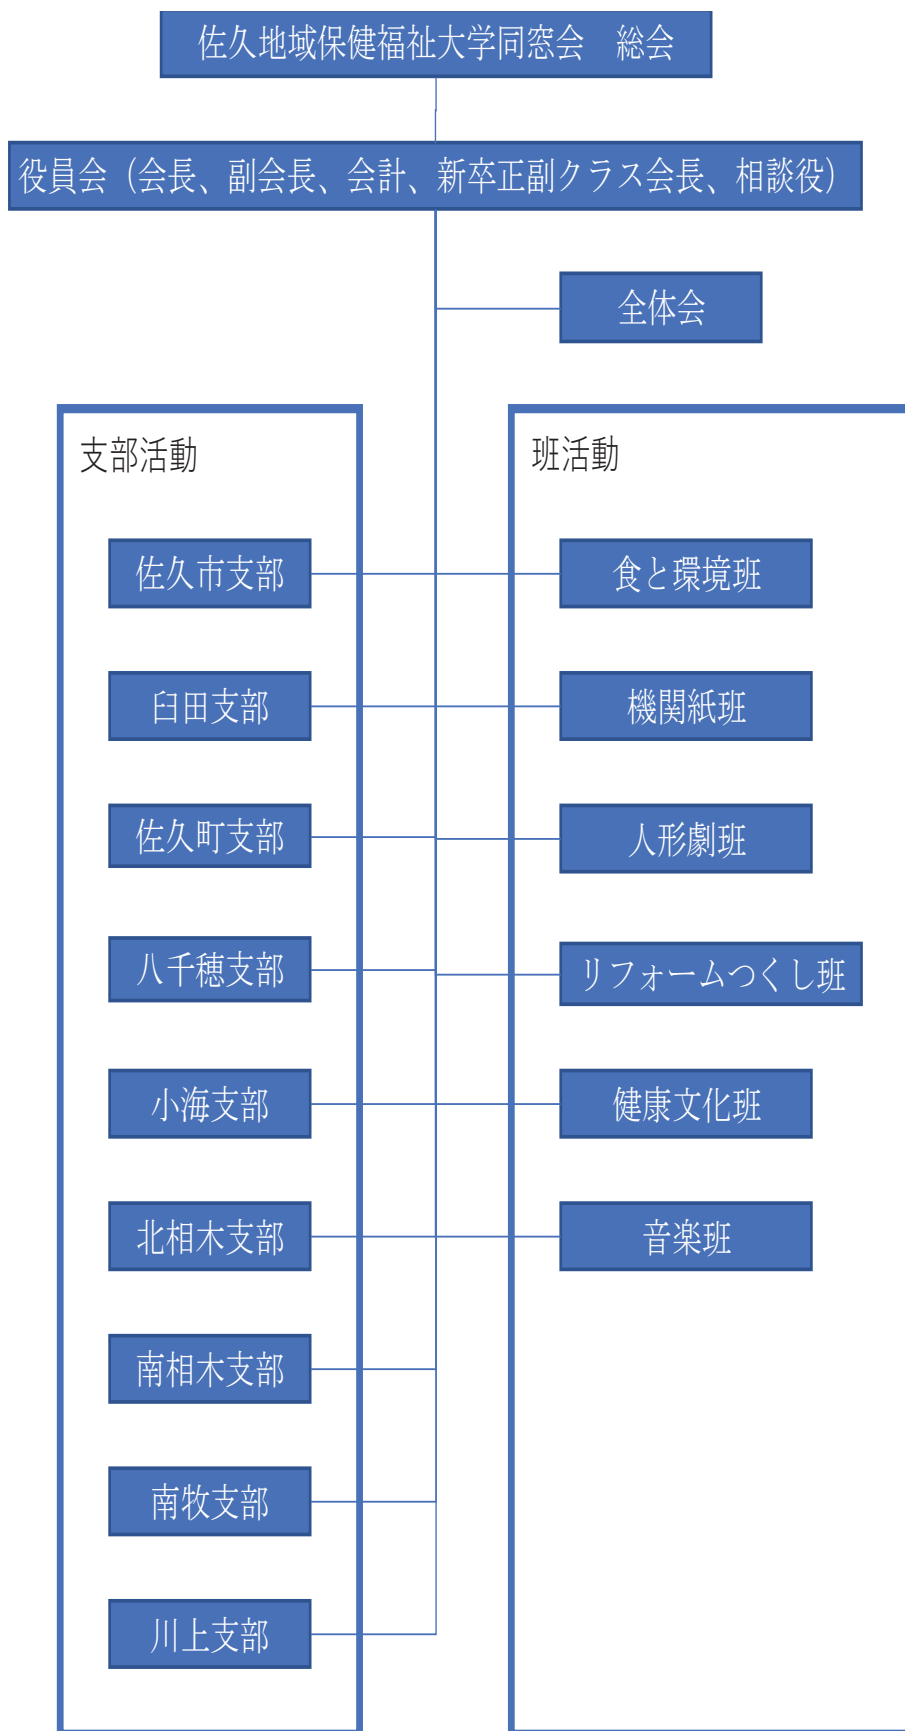 佐久地域保健福祉大学同窓会　総会
役員会（会長、副会長、会計、新卒正副クラス会長、相談役）
全体会
支部活動
佐久市支部
臼田支部
佐久町支部
八千穂支部
小海支部
北相木支部
南相木支部
南牧支部
川上支部
班活動
食と環境班
機関紙班
人形劇班
リフォームつくし班
健康文化班
音楽班